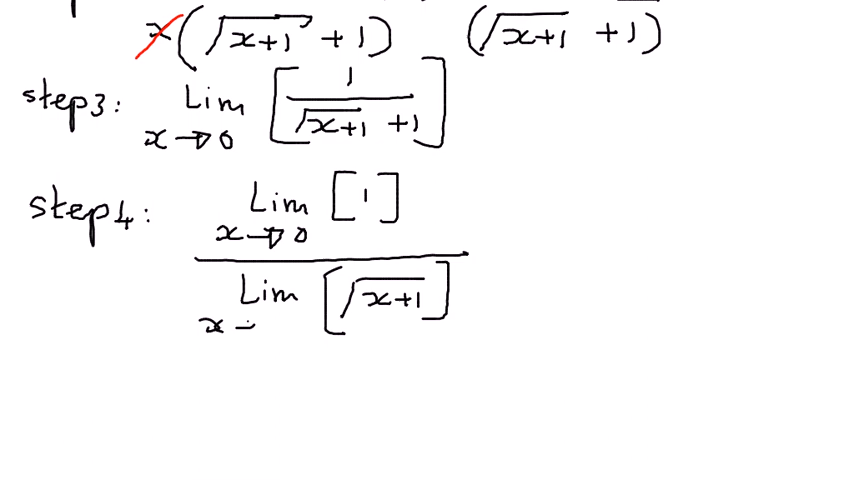 x(√x+1 + 1) (√x+1 + 1)
step3: Lim x→0 [1 / √x+1 + 1]
step4: Lim x→0 [1]
Lim x - [√x+1]